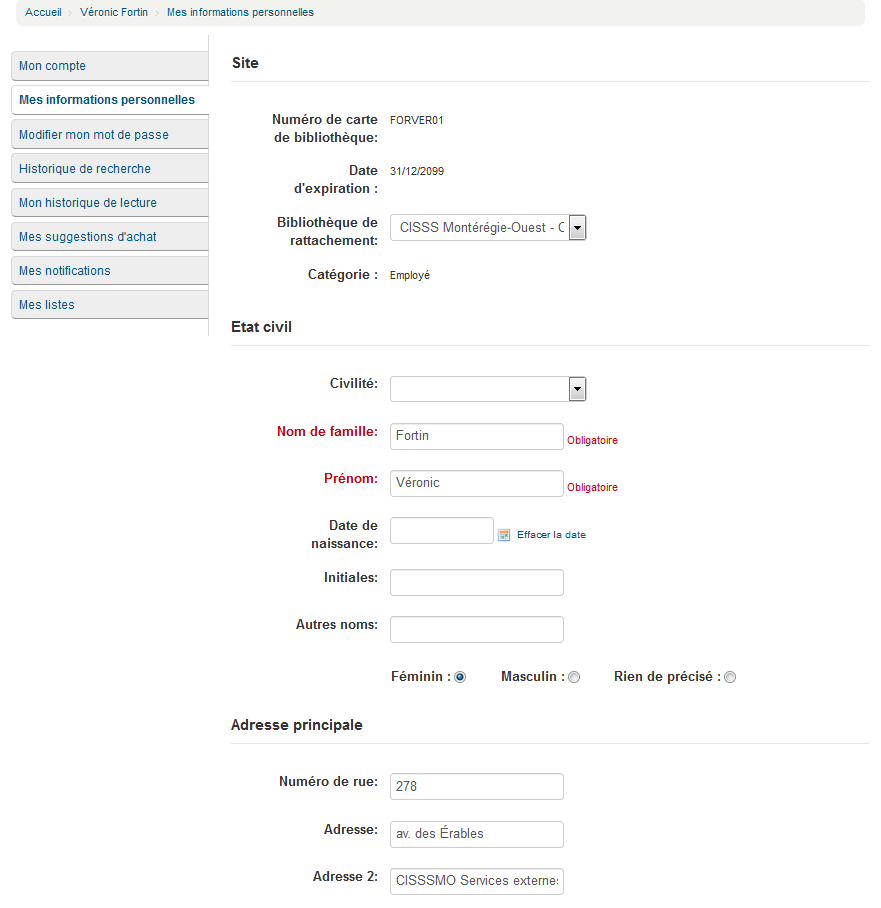 Accueil › Véronic Fortin › Mes informations personnelles
Mon compte
Mes informations personnelles
Modifier mon mot de passe
Historique de recherche
Mon historique de lecture
Mes suggestions d'achat
Mes notifications
Mes listes
Site
Numéro de carte
de bibliothèque:
FORVER01
Date
d'expiration :
31/12/2099
Bibliothèque de
rattachement:
CISSS Montérégie-Ouest - C
Catégorie : Employé
Etat civil
Civilité:
Nom de famille: Fortin Obligatoire
Prénom: Véronic Obligatoire
Date de
naissance:
Effacer la date
Initiales:
Autres noms:
Féminin : Masculin : Rien de précisé :
Adresse principale
Numéro de rue: 278
Adresse: av. des Érables
Adresse 2: CISSSMO Services externes